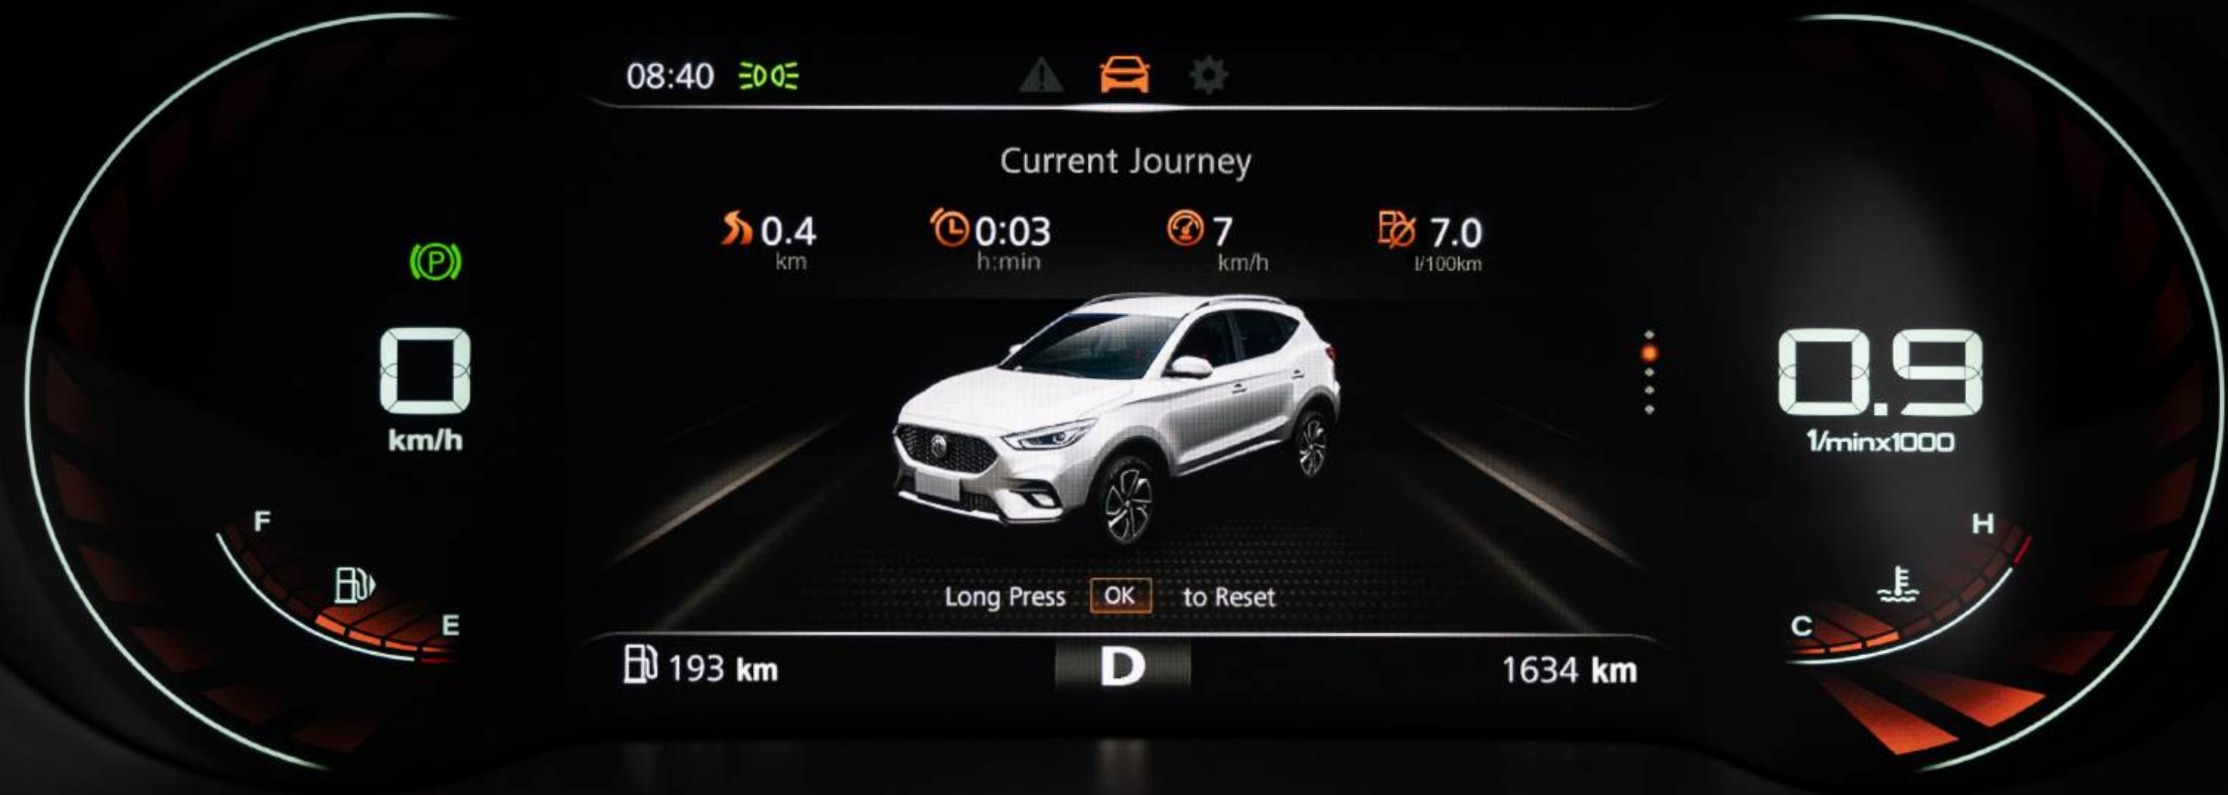 08:40
Current Journey
0.4 0:03 7 7.0
km h:min km/h l/100km
P
0
km/h
0.9
1/minx1000
F
E
H
C
Long Press OK to Reset
193 km D 1634 km